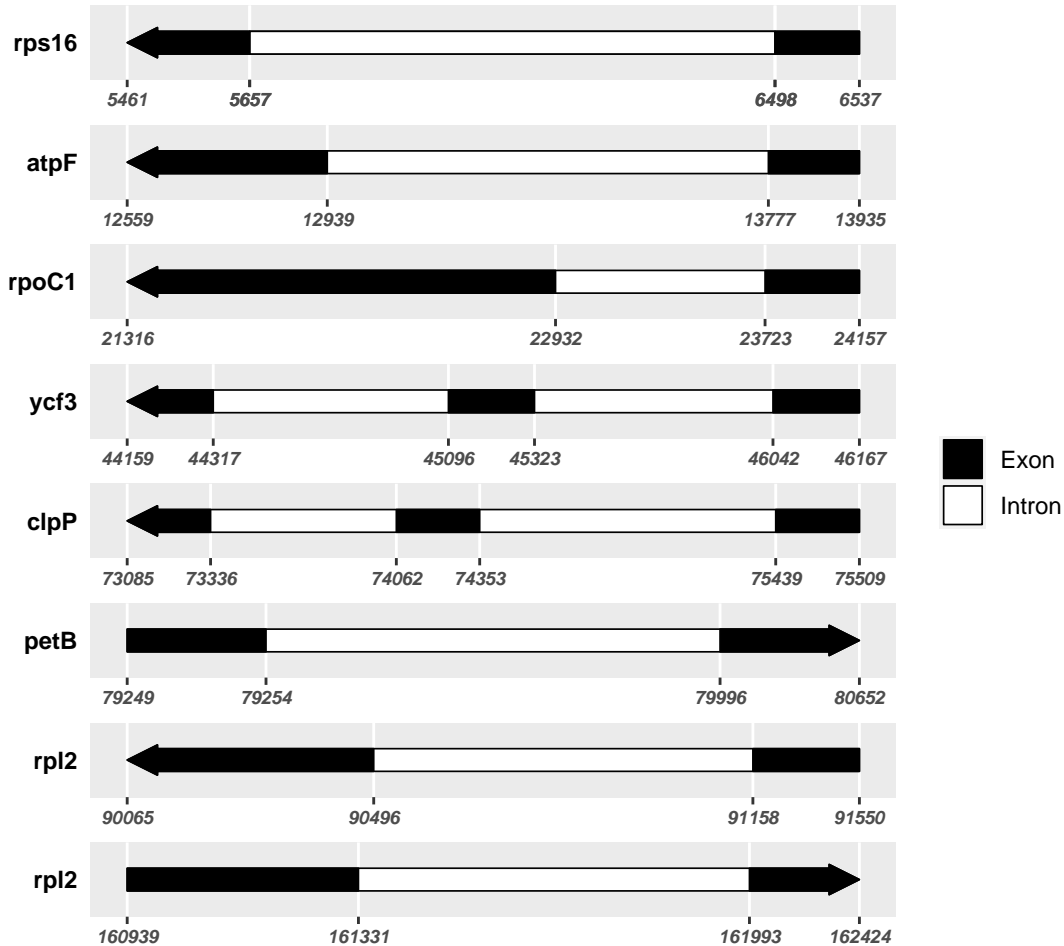 rps16
5461 5657 6498 6537
atpF
12559 12939 13777 13935
rpoC1
21316 22932 23723 24157
ycf3
44159 44317 45096 45323 46042 46167
Exon
Intron
clpP
73085 73336 74062 74353 75439 75509
petB
79249 79254 79996 80652
rpl2
90065 90496 91158 91550
rpl2
160939 161331 161993 162424